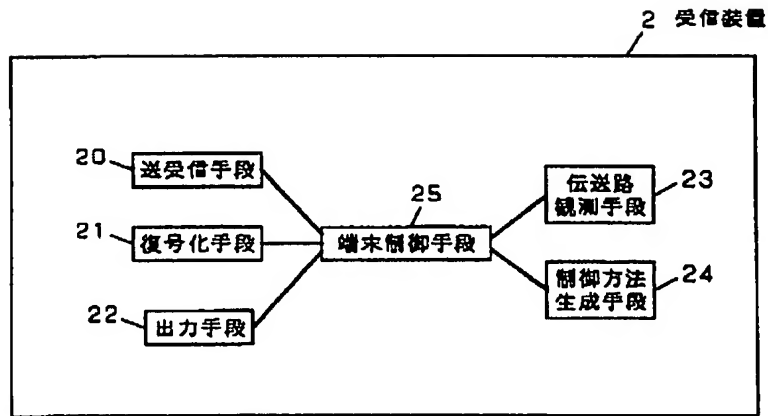 2 受信装置
20
送受信手段
21
復号化手段
22
出力手段
25
端末制御手段
伝送路
観測手段
23
制御方法
生成手段
24